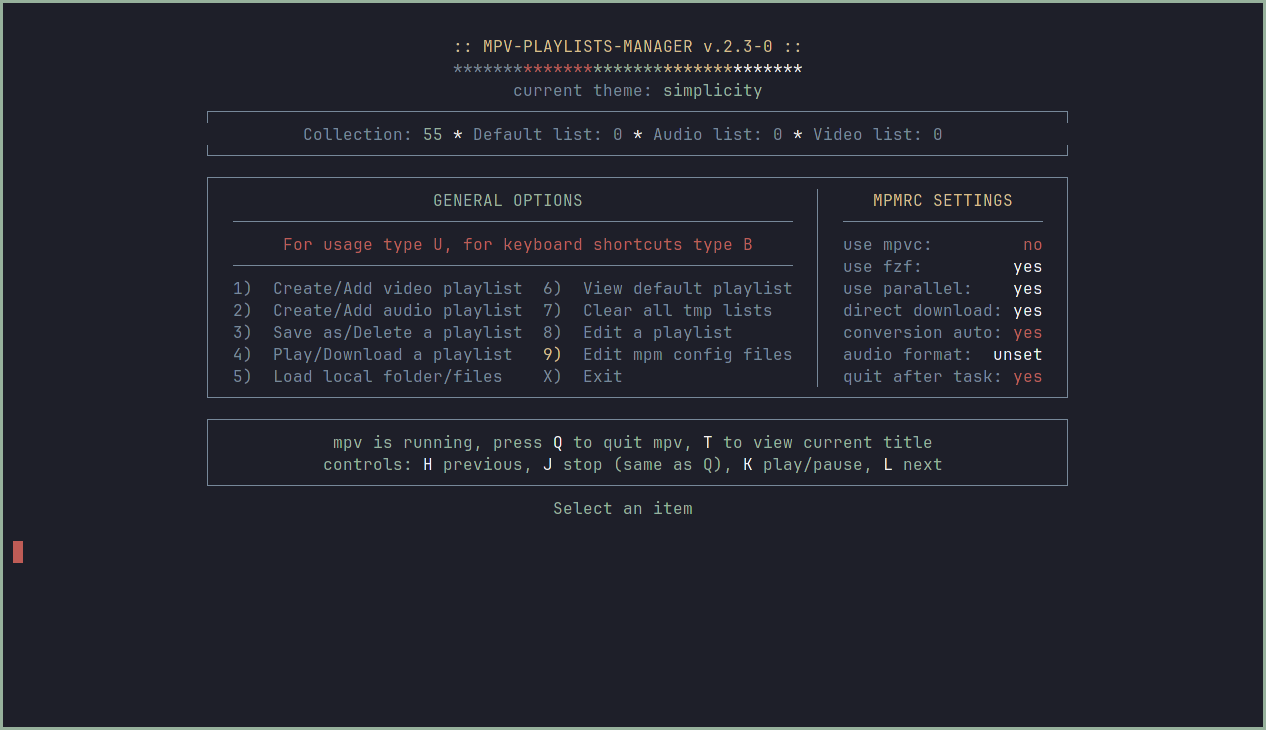 :: MPV-PLAYLISTS-MANAGER v.2.3-0 ::
***********************************
current theme: simplicity
Collection: 55 * Default list: 0 * Audio list: 0 * Video list: 0
GENERAL OPTIONS
For usage type U, for keyboard shortcuts type B
1) Create/Add video playlist 6) View default playlist
2) Create/Add audio playlist 7) Clear all tmp lists
3) Save as/Delete a playlist 8) Edit a playlist
4) Play/Download a playlist 9) Edit mpm config files
5) Load local folder/files X) Exit
MPMRC SETTINGS
use mpvc: no
use fzf: yes
use parallel: yes
direct download: yes
conversion auto: yes
audio format: unset
quit after task: yes
mpv is running, press Q to quit mpv, T to view current title
controls: H previous, J stop (same as Q), K play/pause, L next
Select an item